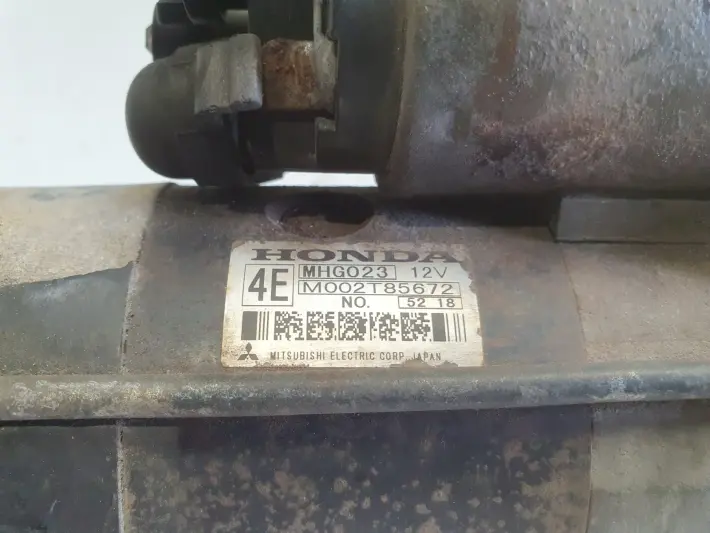 HONDA
4E MHG023 12V
M002T85672
NO. 52 18
MITSUBISHI ELECTRIC CORP. JAPAN